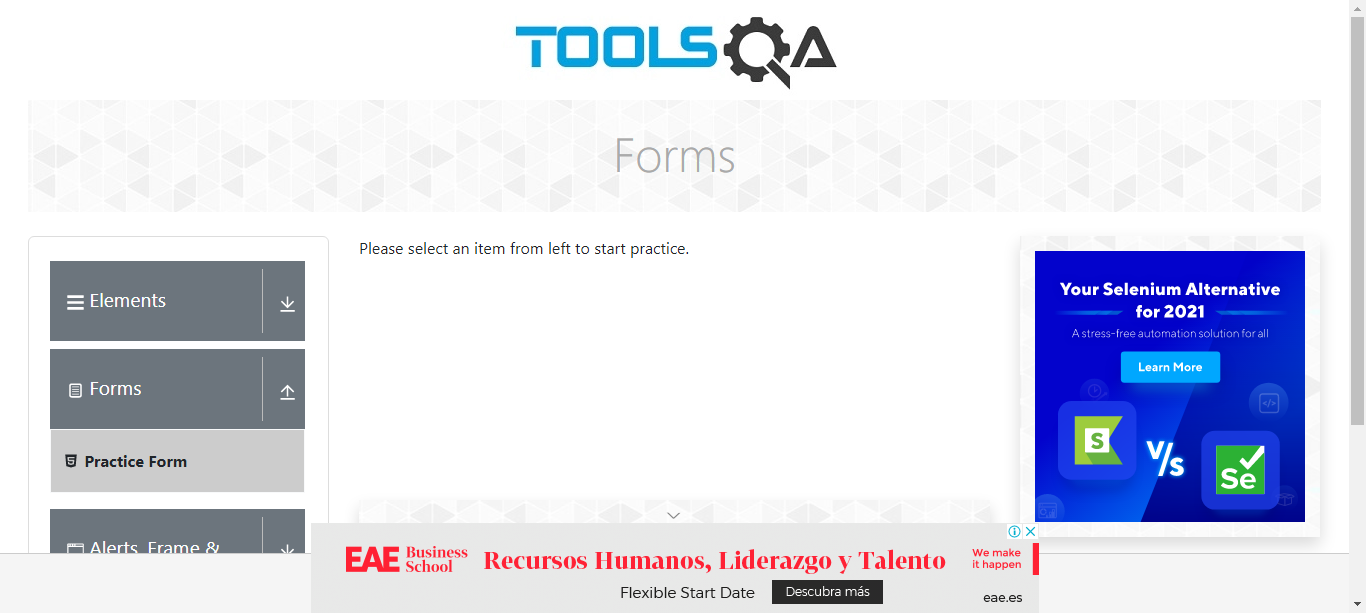 TOOLSQA
Forms
Elements
Forms
Practice Form
Alerts, Frame &
Please select an item from left to start practice.
Your Selenium Alternative
for 2021
A stress-free automation solution for all
Learn More
S
V/s
Se
EAE Business
School
Recursos Humanos, Liderazgo y Talento
Flexible Start Date
Descubra más
We make
it happen
eae.es